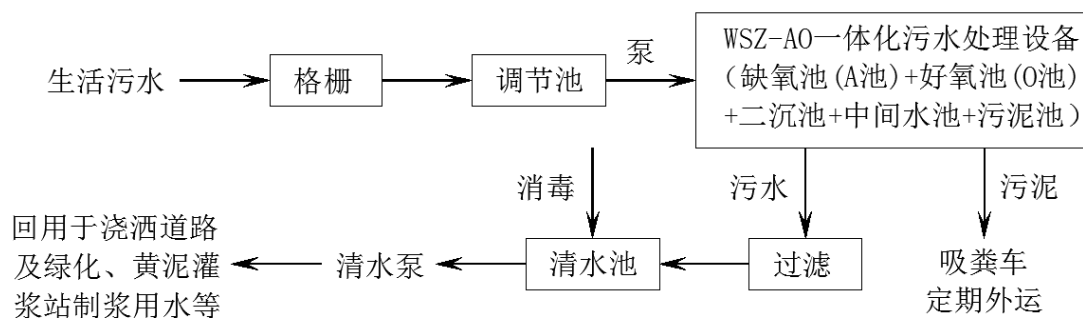 生活污水
格栅
调节池
泵
WSZ-AO一体化污水处理设备
（缺氧池(A池)+好氧池(O池)
+二沉池+中间水池+污泥池）
消毒
污水
污泥
回用于浇洒道路
及绿化、黄泥灌
浆站制浆用水等
清水泵
清水池
过滤
吸粪车
定期外运